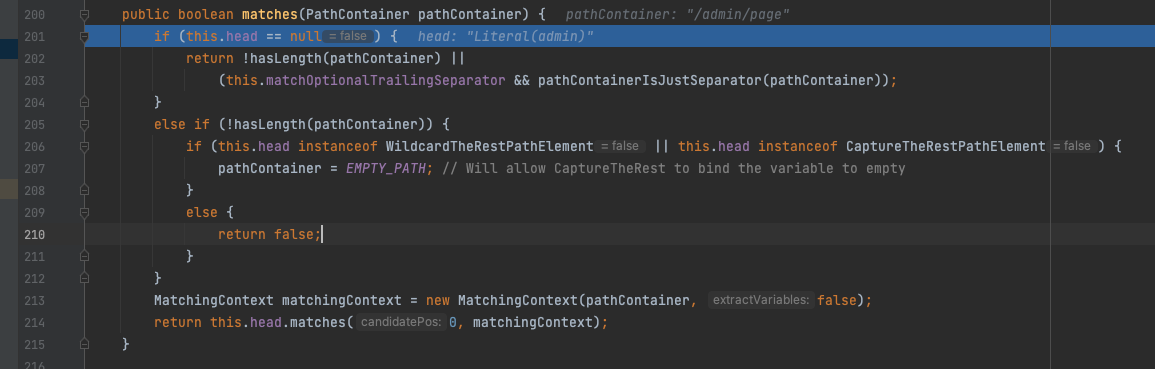 200 public boolean matches(PathContainer pathContainer) { pathContainer: "/admin/page"
201 if (this.head == null = false ) { head: "Literal(admin)"
202 return !hasLength(pathContainer) ||
203 (this.matchOptionalTrailingSeparator && pathContainerIsJustSeparator(pathContainer));
204 }
205 else if (!hasLength(pathContainer)) {
206 if (this.head instanceof WildcardTheRestPathElement = false || this.head instanceof CaptureTheRestPathElement = false ) {
207 pathContainer = EMPTY_PATH; // Will allow CaptureTheRest to bind the variable to empty
208 }
209 else {
210 return false;
211 }
212 }
213 MatchingContext matchingContext = new MatchingContext(pathContainer, extractVariables: false);
214 return this.head.matches( candidatePos: 0, matchingContext);
215 }
216